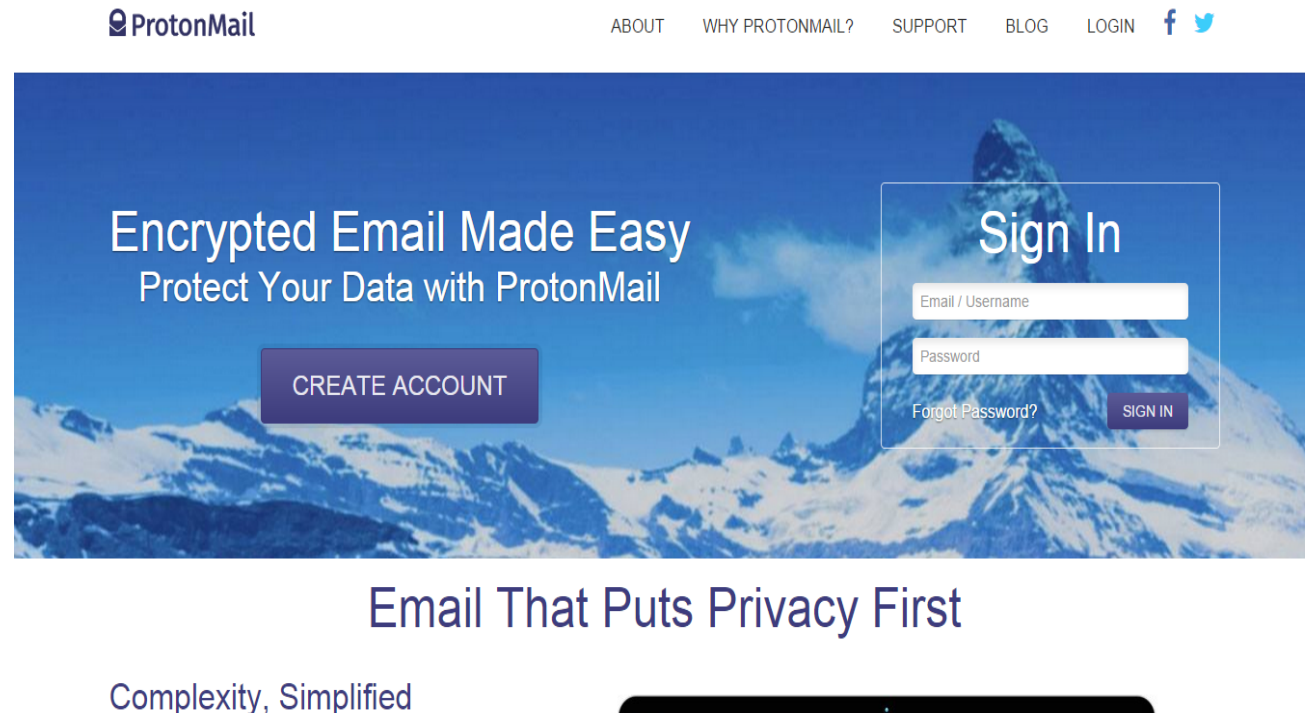 ProtonMail
ABOUT WHY PROTONMAIL? SUPPORT BLOG LOGIN
Encrypted Email Made Easy
Protect Your Data with ProtonMail
CREATE ACCOUNT
Sign In
Email / Username
Password
Forgot Password? SIGN IN
Email That Puts Privacy First
Complexity, Simplified